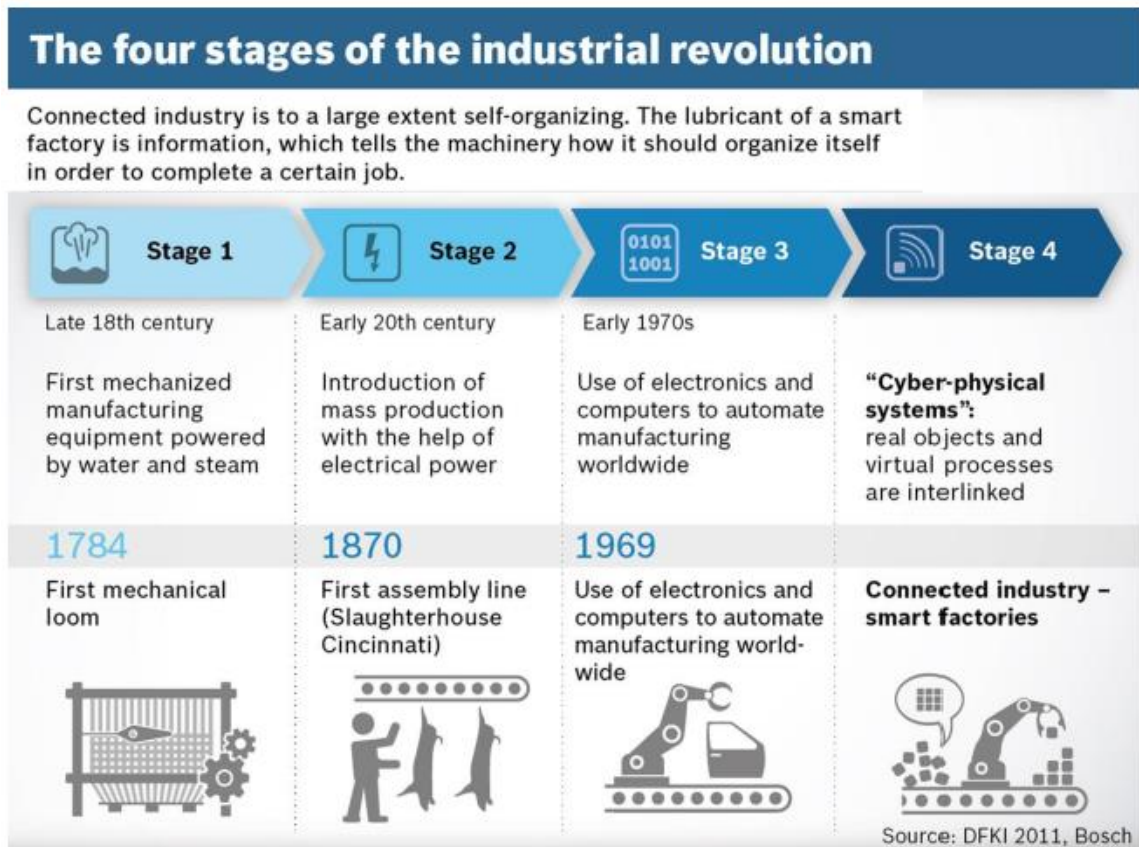 The four stages of the industrial revolution
Connected industry is to a large extent self-organizing. The lubricant of a smart
factory is information, which tells the machinery how it should organize itself
in order to complete a certain job.
Stage 1
Stage 2
0101
1001
Stage 3
Stage 4
Late 18th century
Early 20th century
Early 1970s
First mechanized
manufacturing
equipment powered
by water and steam
Introduction of
mass production
with the help of
electrical power
Use of electronics and
computers to automate
manufacturing
worldwide
“Cyber-physical
systems”:
real objects and
virtual processes
are interlinked
1784
1870
1969
First mechanical
loom
First assembly line
(Slaughterhouse
Cincinnati)
Use of electronics and
computers to automate
manufacturing world-
wide
Connected industry –
smart factories
Source: DFKI 2011, Bosch